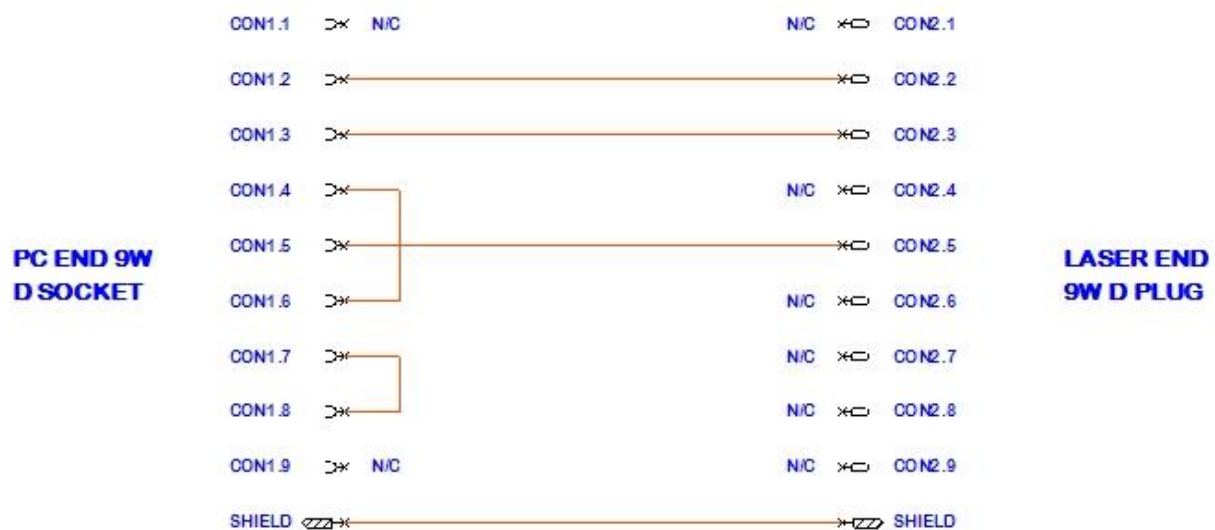 CON1.1 N/C N/C CON2.1
CON1.2 CON2.2
CON1.3 CON2.3
CON1.4 N/C CON2.4
CON1.5 CON2.5
PC END 9W
D SOCKET
LASER END
9W D PLUG
CON1.6 N/C CON2.6
CON1.7 N/C CON2.7
CON1.8 N/C CON2.8
CON1.9 N/C N/C CON2.9
SHIELD SHIELD